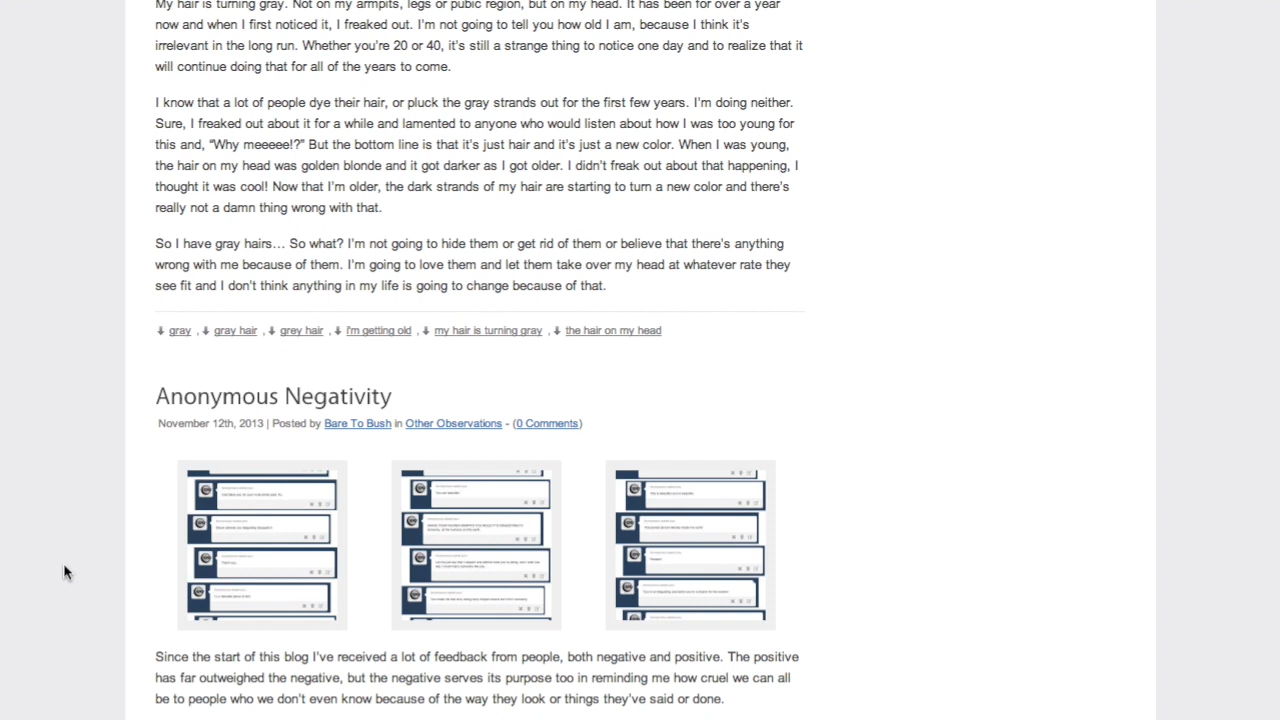 My hair is turning gray. Not on my armpits, legs or pubic region, but on my head. It has been for over a year
now and when I first noticed it, I freaked out. I'm not going to tell you how old I am, because I think it's
irrelevant in the long run. Whether you're 20 or 40, it's still a strange thing to notice one day and to realize that it
will continue doing that for all of the years to come.
I know that a lot of people dye their hair, or pluck the gray strands out for the first few years. I'm doing neither.
Sure, I freaked out about it for a while and lamented to anyone who would listen about how I was too young for
this and, “Why meeeee!?” But the bottom line is that it's just hair and it's just a new color. When I was young,
the hair on my head was golden blonde and it got darker as I got older. I didn't freak out about that happening, I
thought it was cool! Now that I'm older, the dark strands of my hair are starting to turn a new color and there's
really not a damn thing wrong with that.
So I have gray hairs… So what? I'm not going to hide them or get rid of them or believe that there's anything
wrong with me because of them. I'm going to love them and let them take over my head at whatever rate they
see fit and I don't think anything in my life is going to change because of that.
gray , gray hair , grey hair , i'm getting old , my hair is turning gray , the hair on my head
Anonymous Negativity
November 12th, 2013 | Posted by Bare To Bush in Other Observations - (0 Comments)
Since the start of this blog I've received a lot of feedback from people, both negative and positive. The positive
has far outweighed the negative, but the negative serves its purpose too in reminding me how cruel we can all
be to people who we don't even know because of the way they look or things they've said or done.